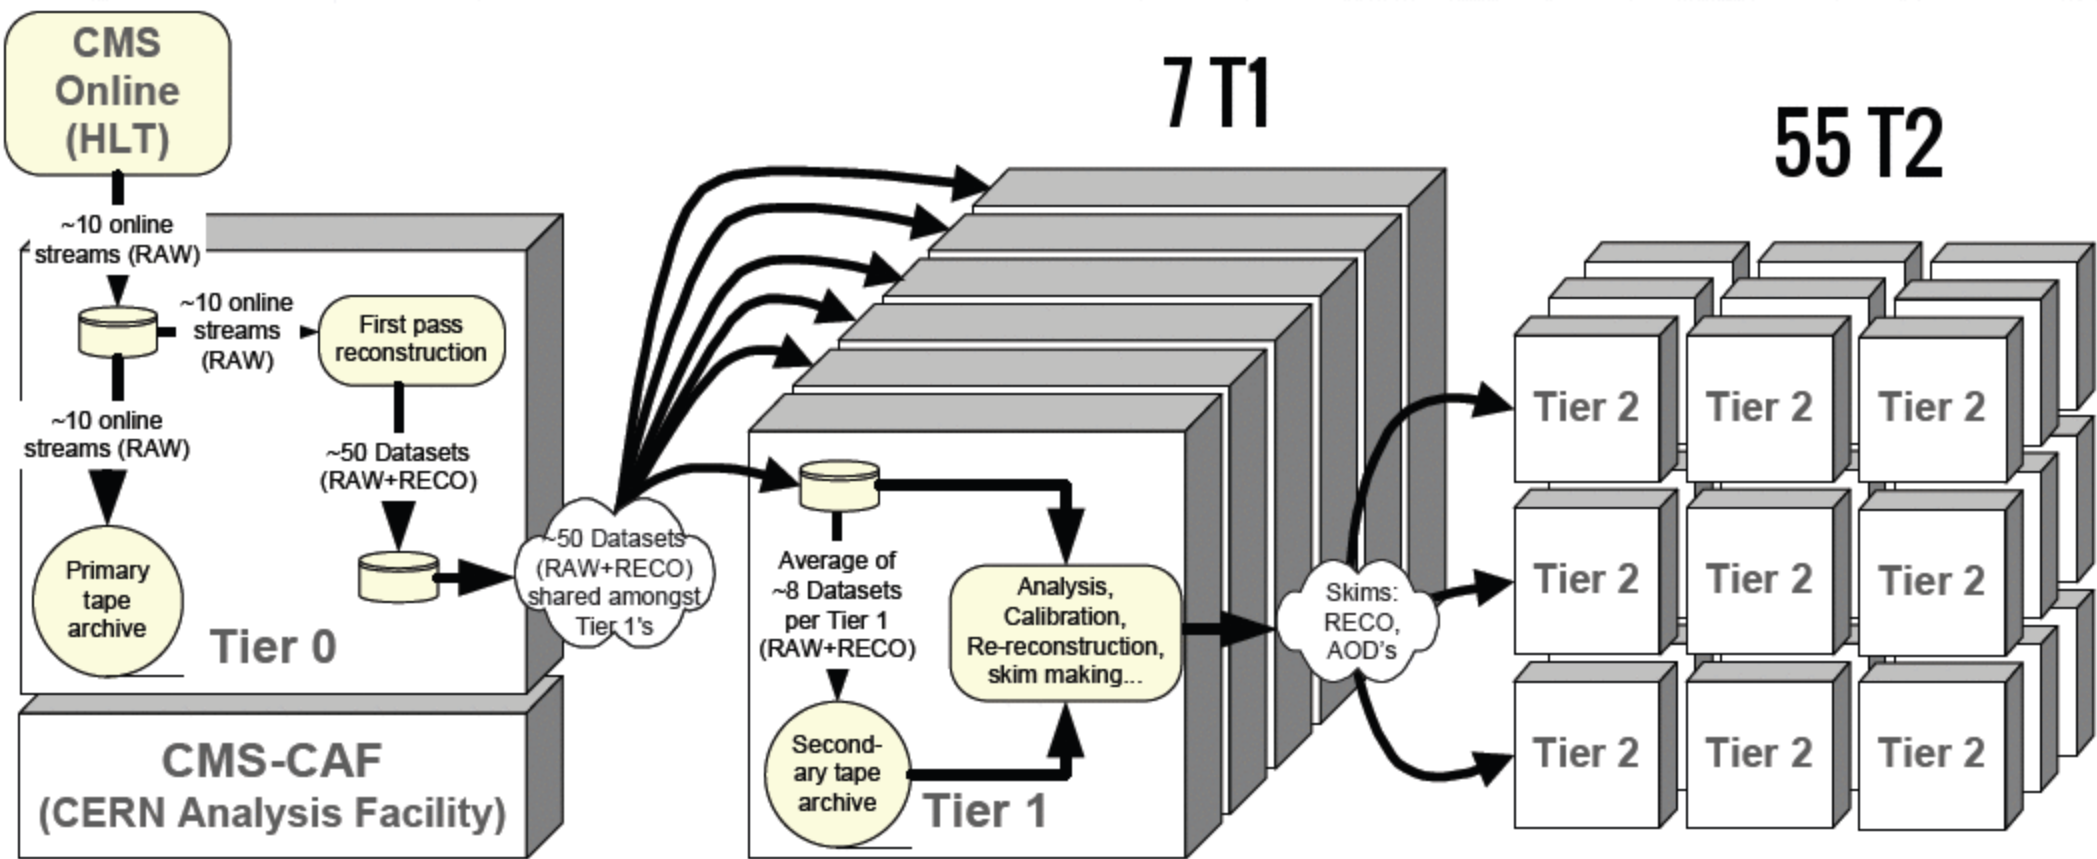 CMS
Online
(HLT)
~10 online
streams (RAW)
~10 online
streams
(RAW)
First pass
reconstruction
~10 online
streams (RAW)
~50 Datasets
(RAW+RECO)
Primary
tape
archive
Tier 0
CMS-CAF
(CERN Analysis Facility)
~50 Datasets
(RAW+RECO)
shared amongst
Tier 1's
7 T1
Average of
~8 Datasets
per Tier 1
(RAW+RECO)
Analysis,
Calibration,
Re-reconstruction,
skim making...
Second-
ary tape
archive
Tier 1
Skims:
RECO,
AOD's
55 T2
Tier 2 Tier 2 Tier 2
Tier 2 Tier 2 Tier 2
Tier 2 Tier 2 Tier 2